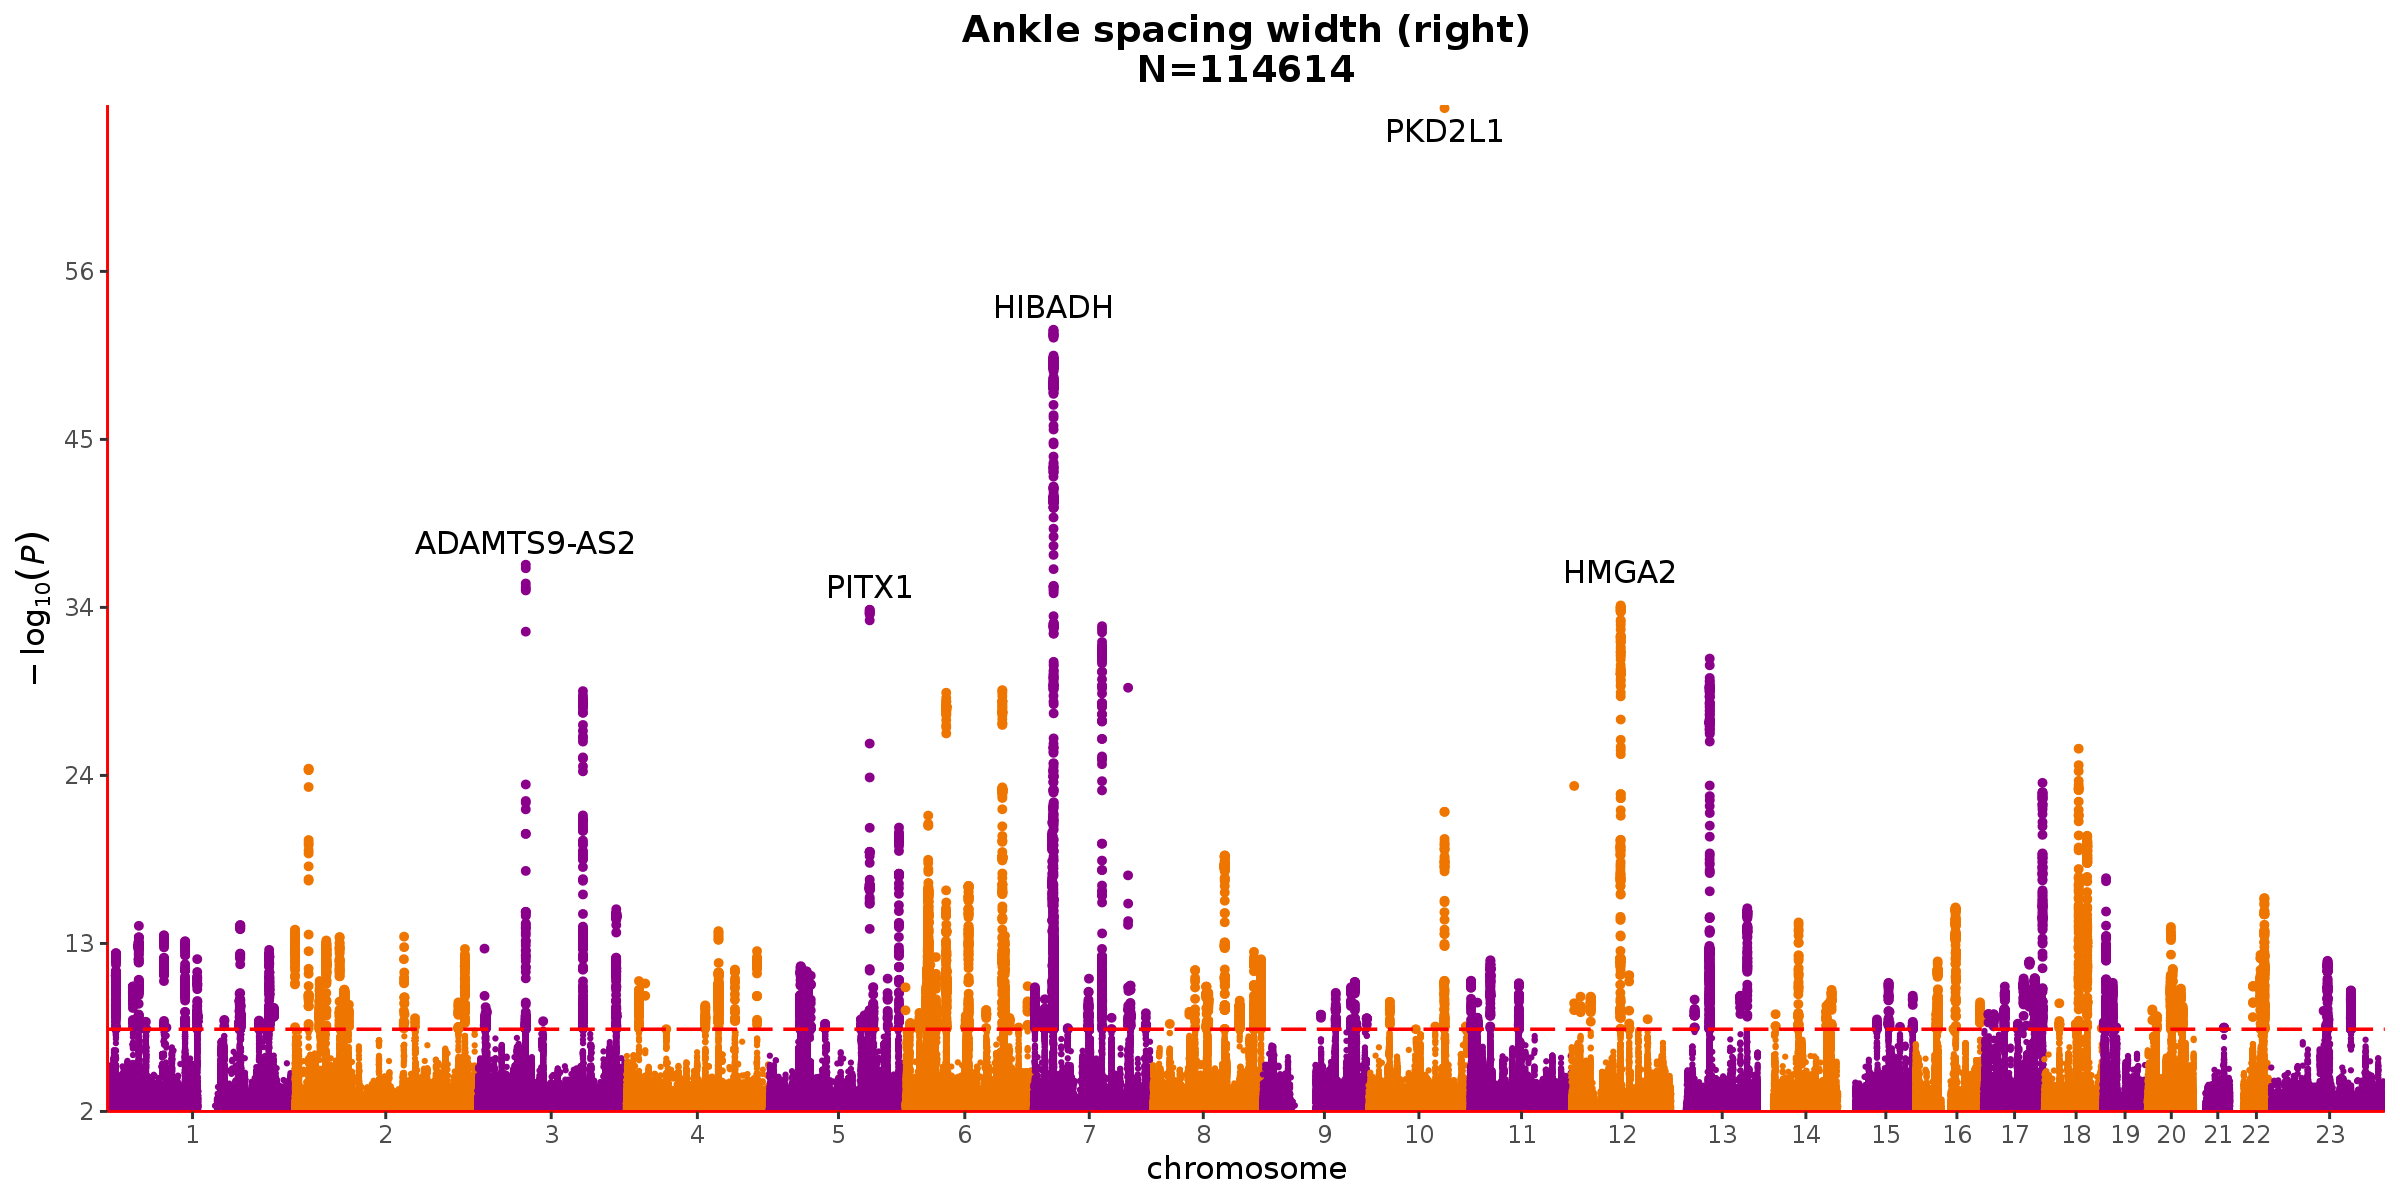 Ankle spacing width (right)
N=114614
PKD2L1
HIBADH
ADAMTS9-AS2
HMGA2
PITX1
−log10(P)
56
45
34
24
13
2
1 2 3 4 5 6 7 8 9 10 11 12 13 14 15 16 17 18 19 20 21 22 23
chromosome